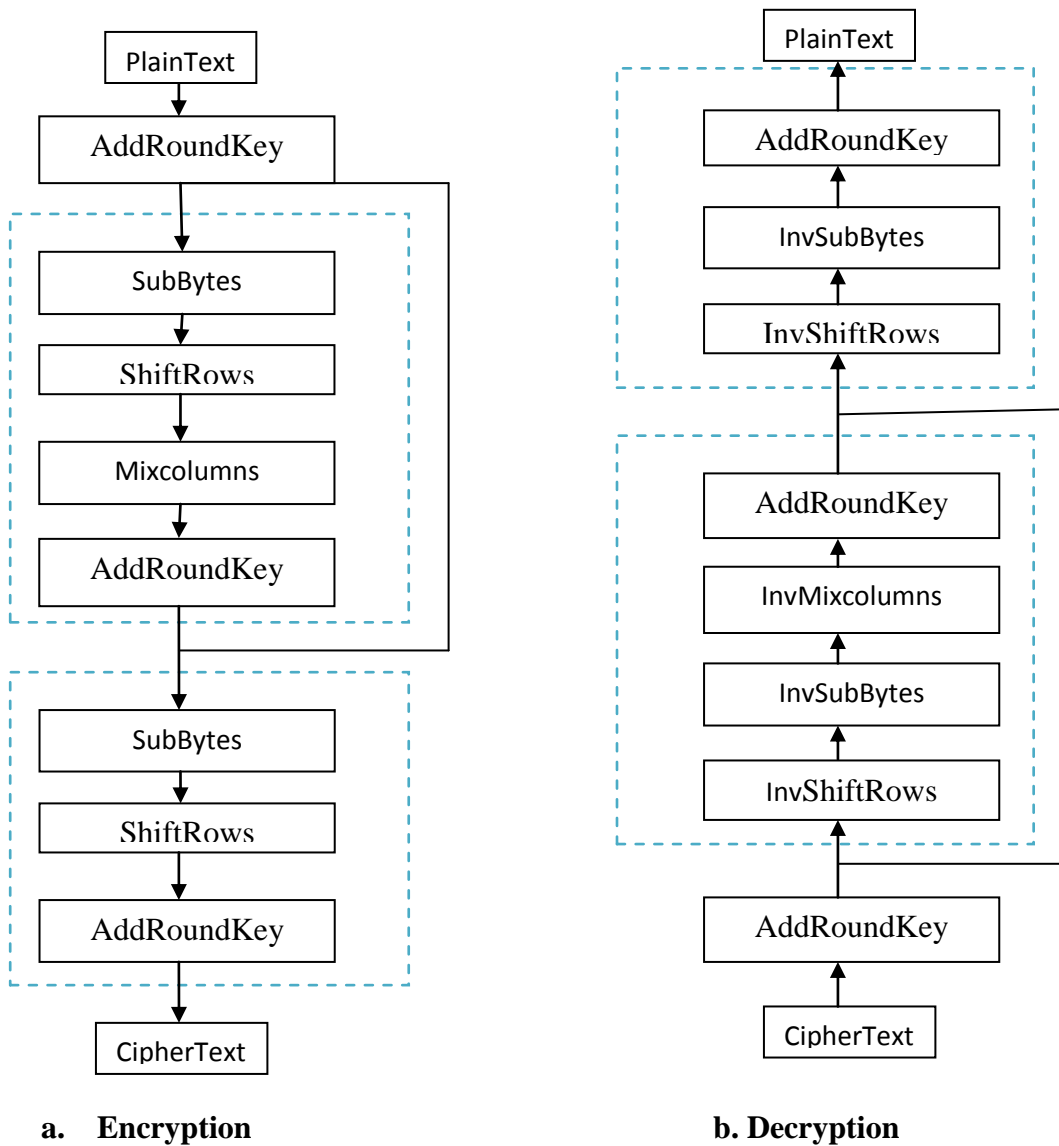 PlainText
AddRoundKey
SubBytes
ShiftRows
Mixcolumns
AddRoundKey
SubBytes
ShiftRows
AddRoundKey
CipherText
a. Encryption
PlainText
AddRoundKey
InvSubBytes
InvShiftRows
AddRoundKey
InvMixcolumns
InvSubBytes
InvShiftRows
AddRoundKey
CipherText
b. Decryption